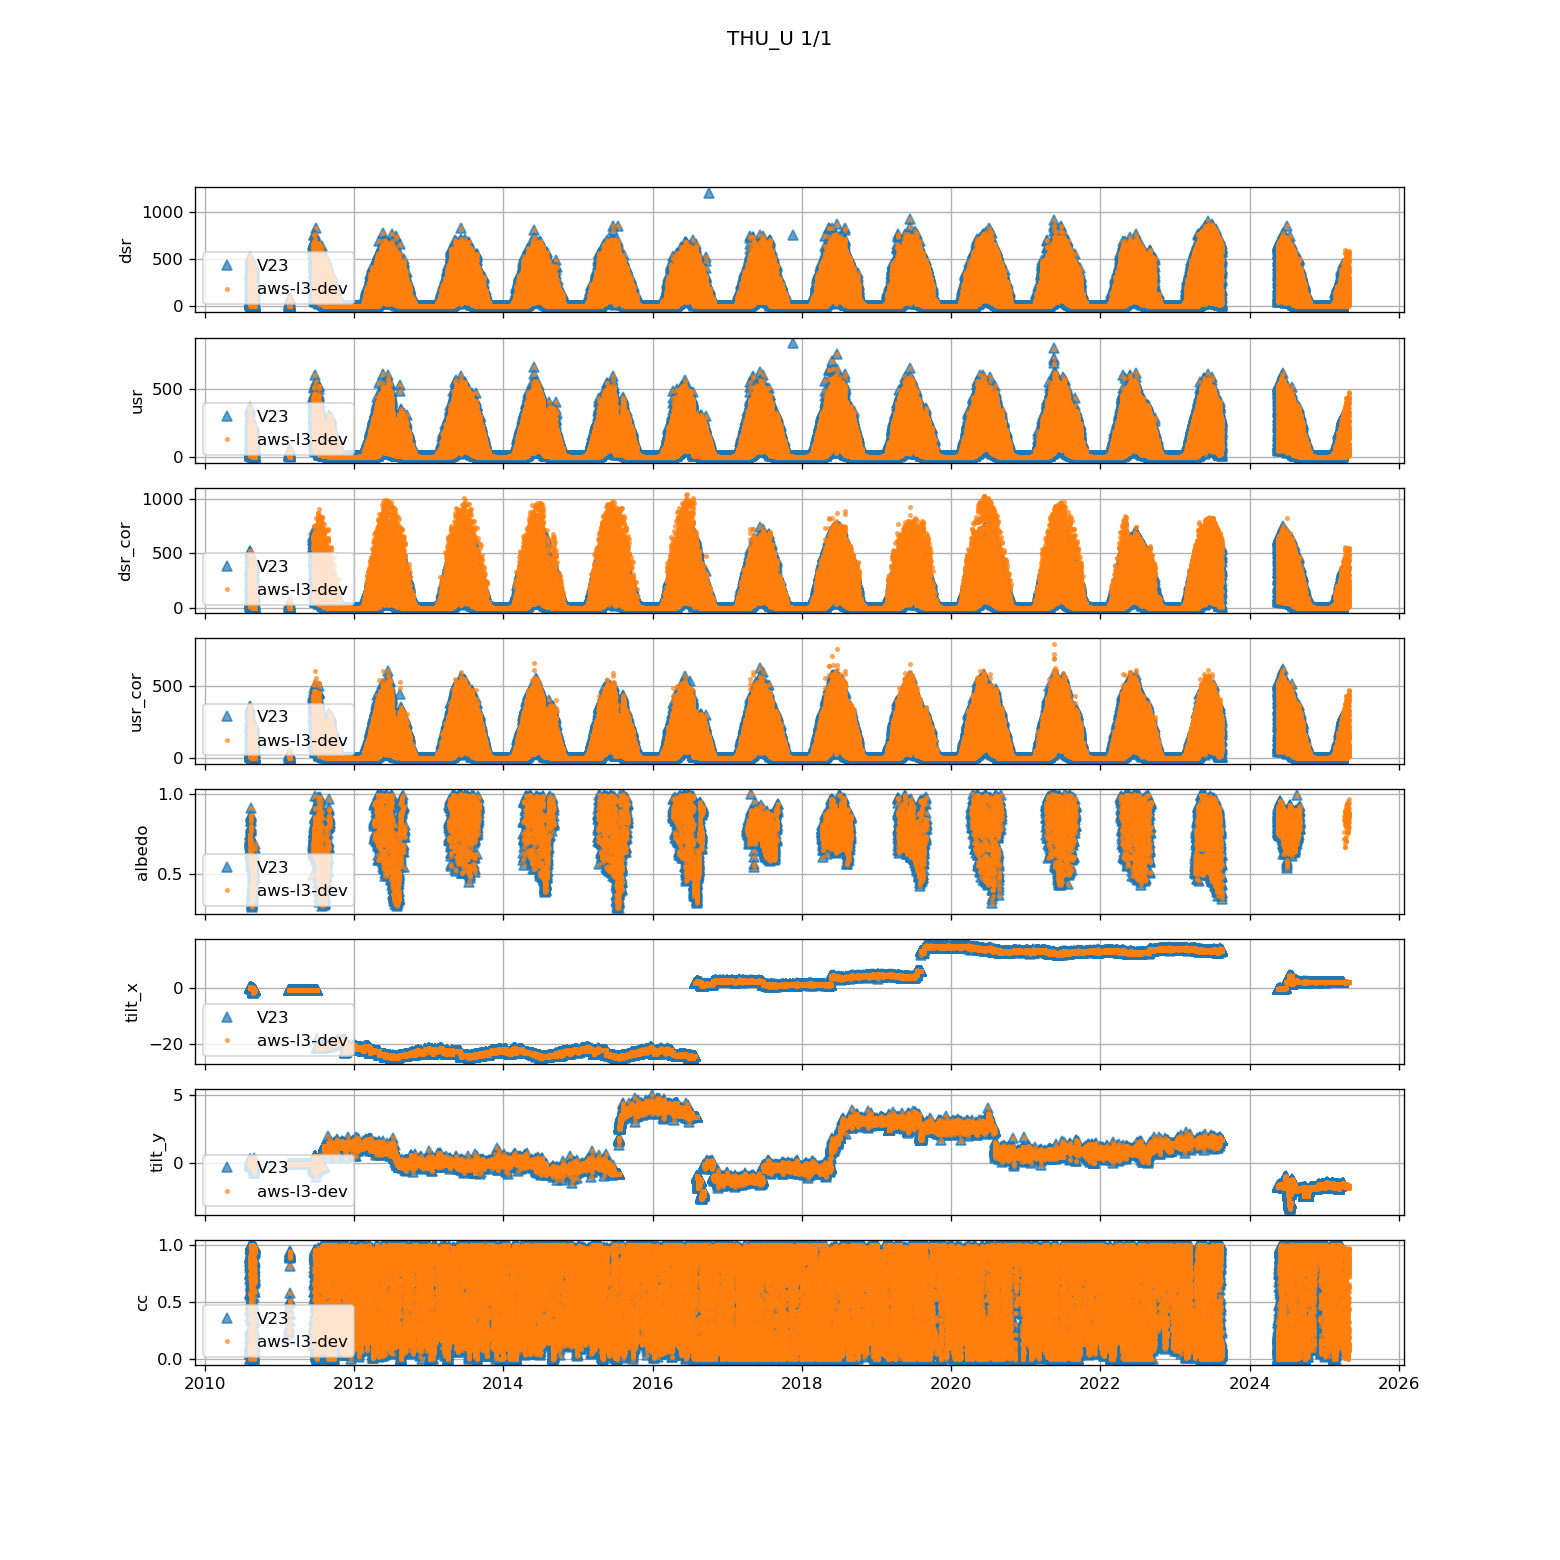 THU_U 1/1
dsr
1000
500
0
V23
aws-l3-dev
usr
500
0
V23
aws-l3-dev
dsr_cor
1000
500
0
V23
aws-l3-dev
usr_cor
500
0
V23
aws-l3-dev
albedo
1.0
0.5
V23
aws-l3-dev
tilt_x
0
−20
V23
aws-l3-dev
tilt_y
5
0
V23
aws-l3-dev
cc
1.0
0.5
0.0
V23
aws-l3-dev
2010 2012 2014 2016 2018 2020 2022 2024 2026